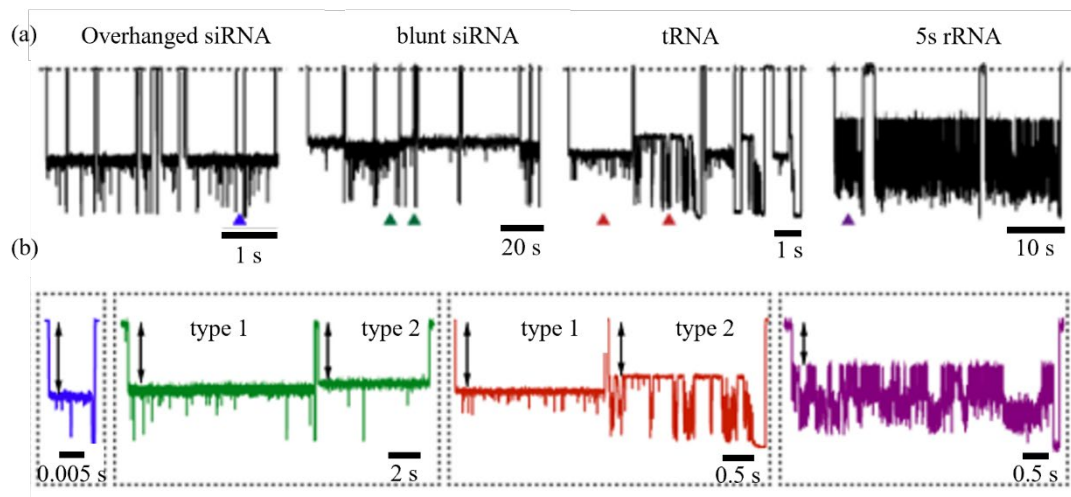 (a) Overhanged siRNA blunt siRNA tRNA 5s rRNA
1 s 20 s 1 s 10 s
(b)
type 1 type 2 type 1 type 2
0.005 s 2 s 0.5 s 0.5 s